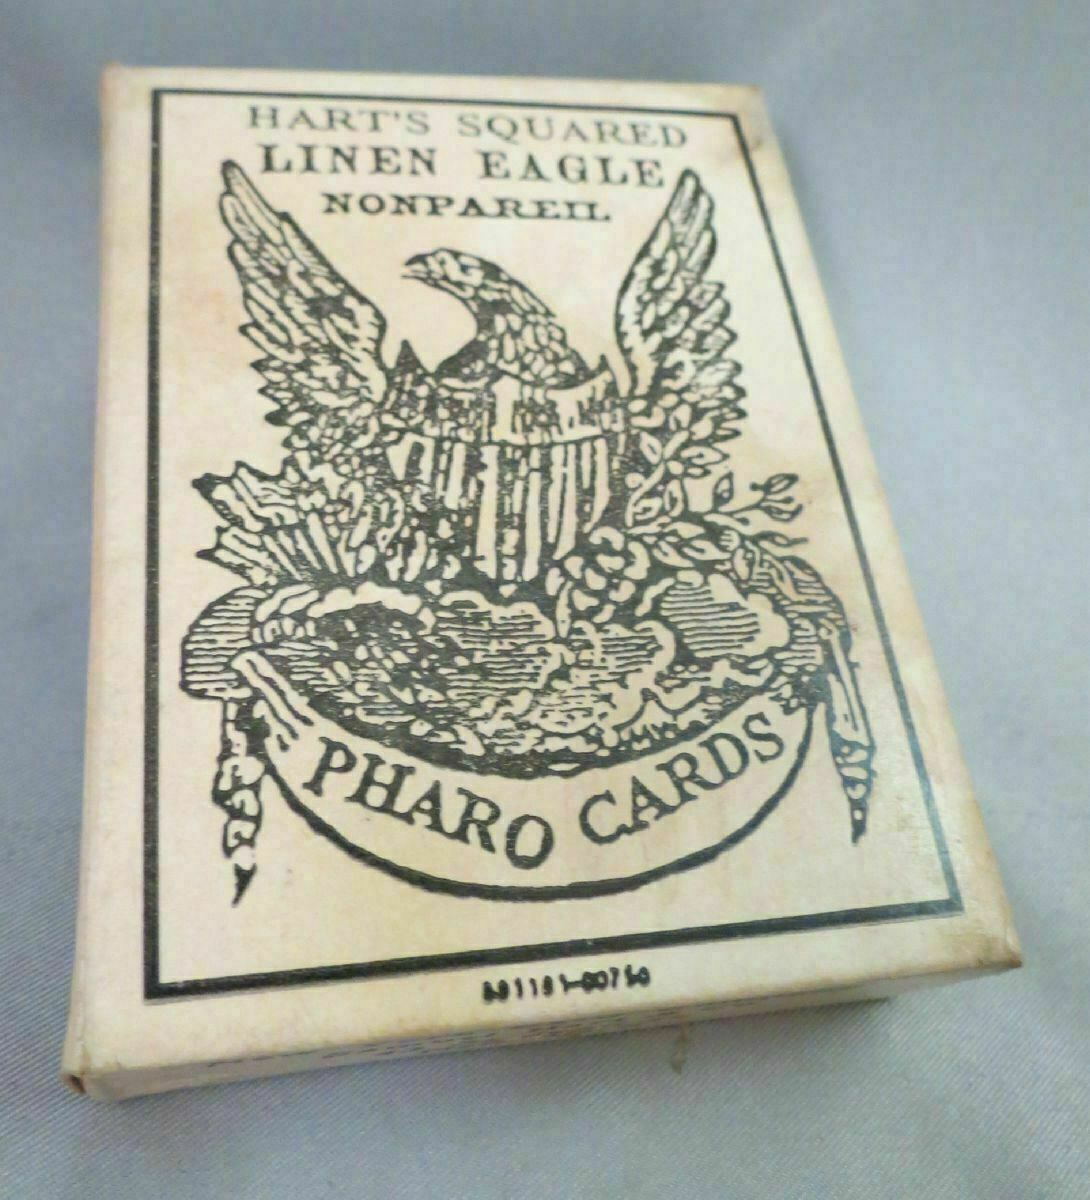 HART'S SQUARED
LINEN EAGLE
NONPAREIL
PHARO CARDS